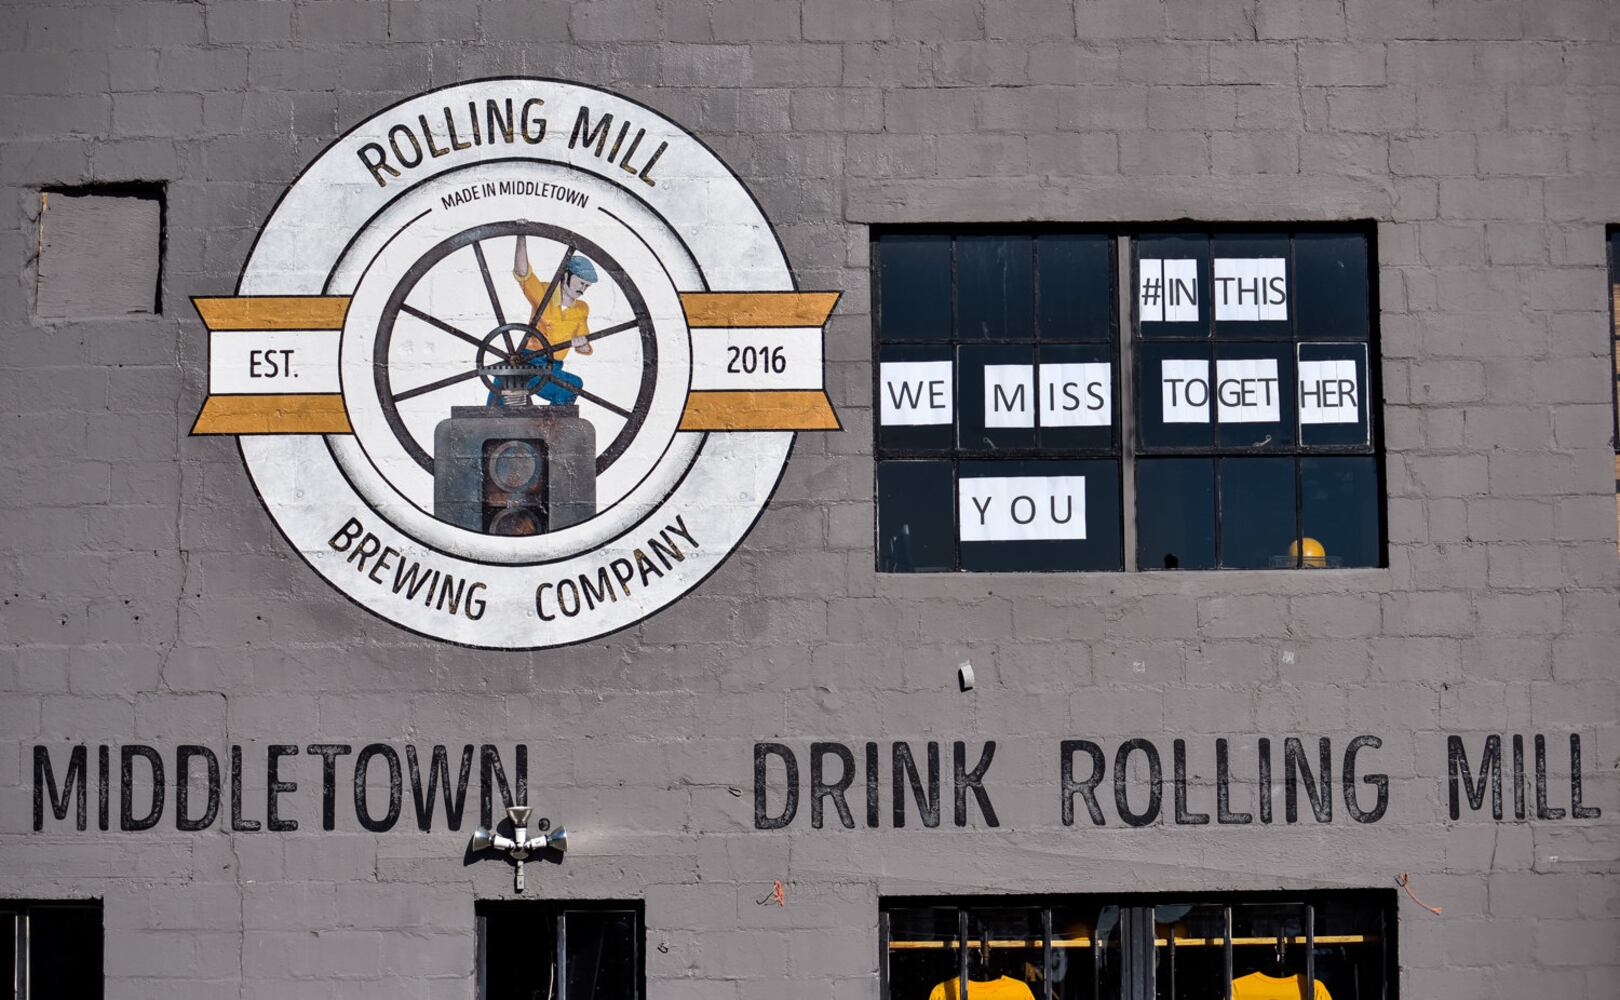 ROLLING MILL
MADE IN MIDDLETOWN
EST. 2016
BREWING COMPANY
WE MISS
YOU
#IN THIS
TOGETHER
MIDDLETOWN. DRINK ROLLING MILL